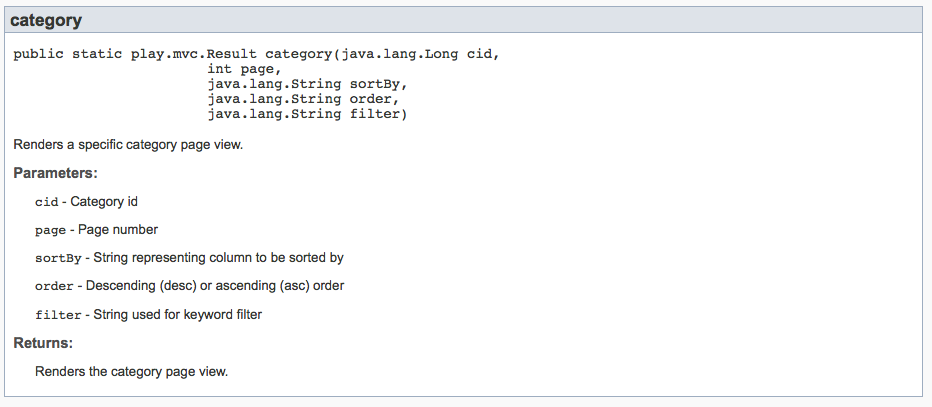 category
public static play.mvc.Result category(java.lang.Long cid,
int page,
java.lang.String sortBy,
java.lang.String order,
java.lang.String filter)
Renders a specific category page view.
Parameters:
cid - Category id
page - Page number
sortBy - String representing column to be sorted by
order - Descending (desc) or ascending (asc) order
filter - String used for keyword filter
Returns:
Renders the category page view.